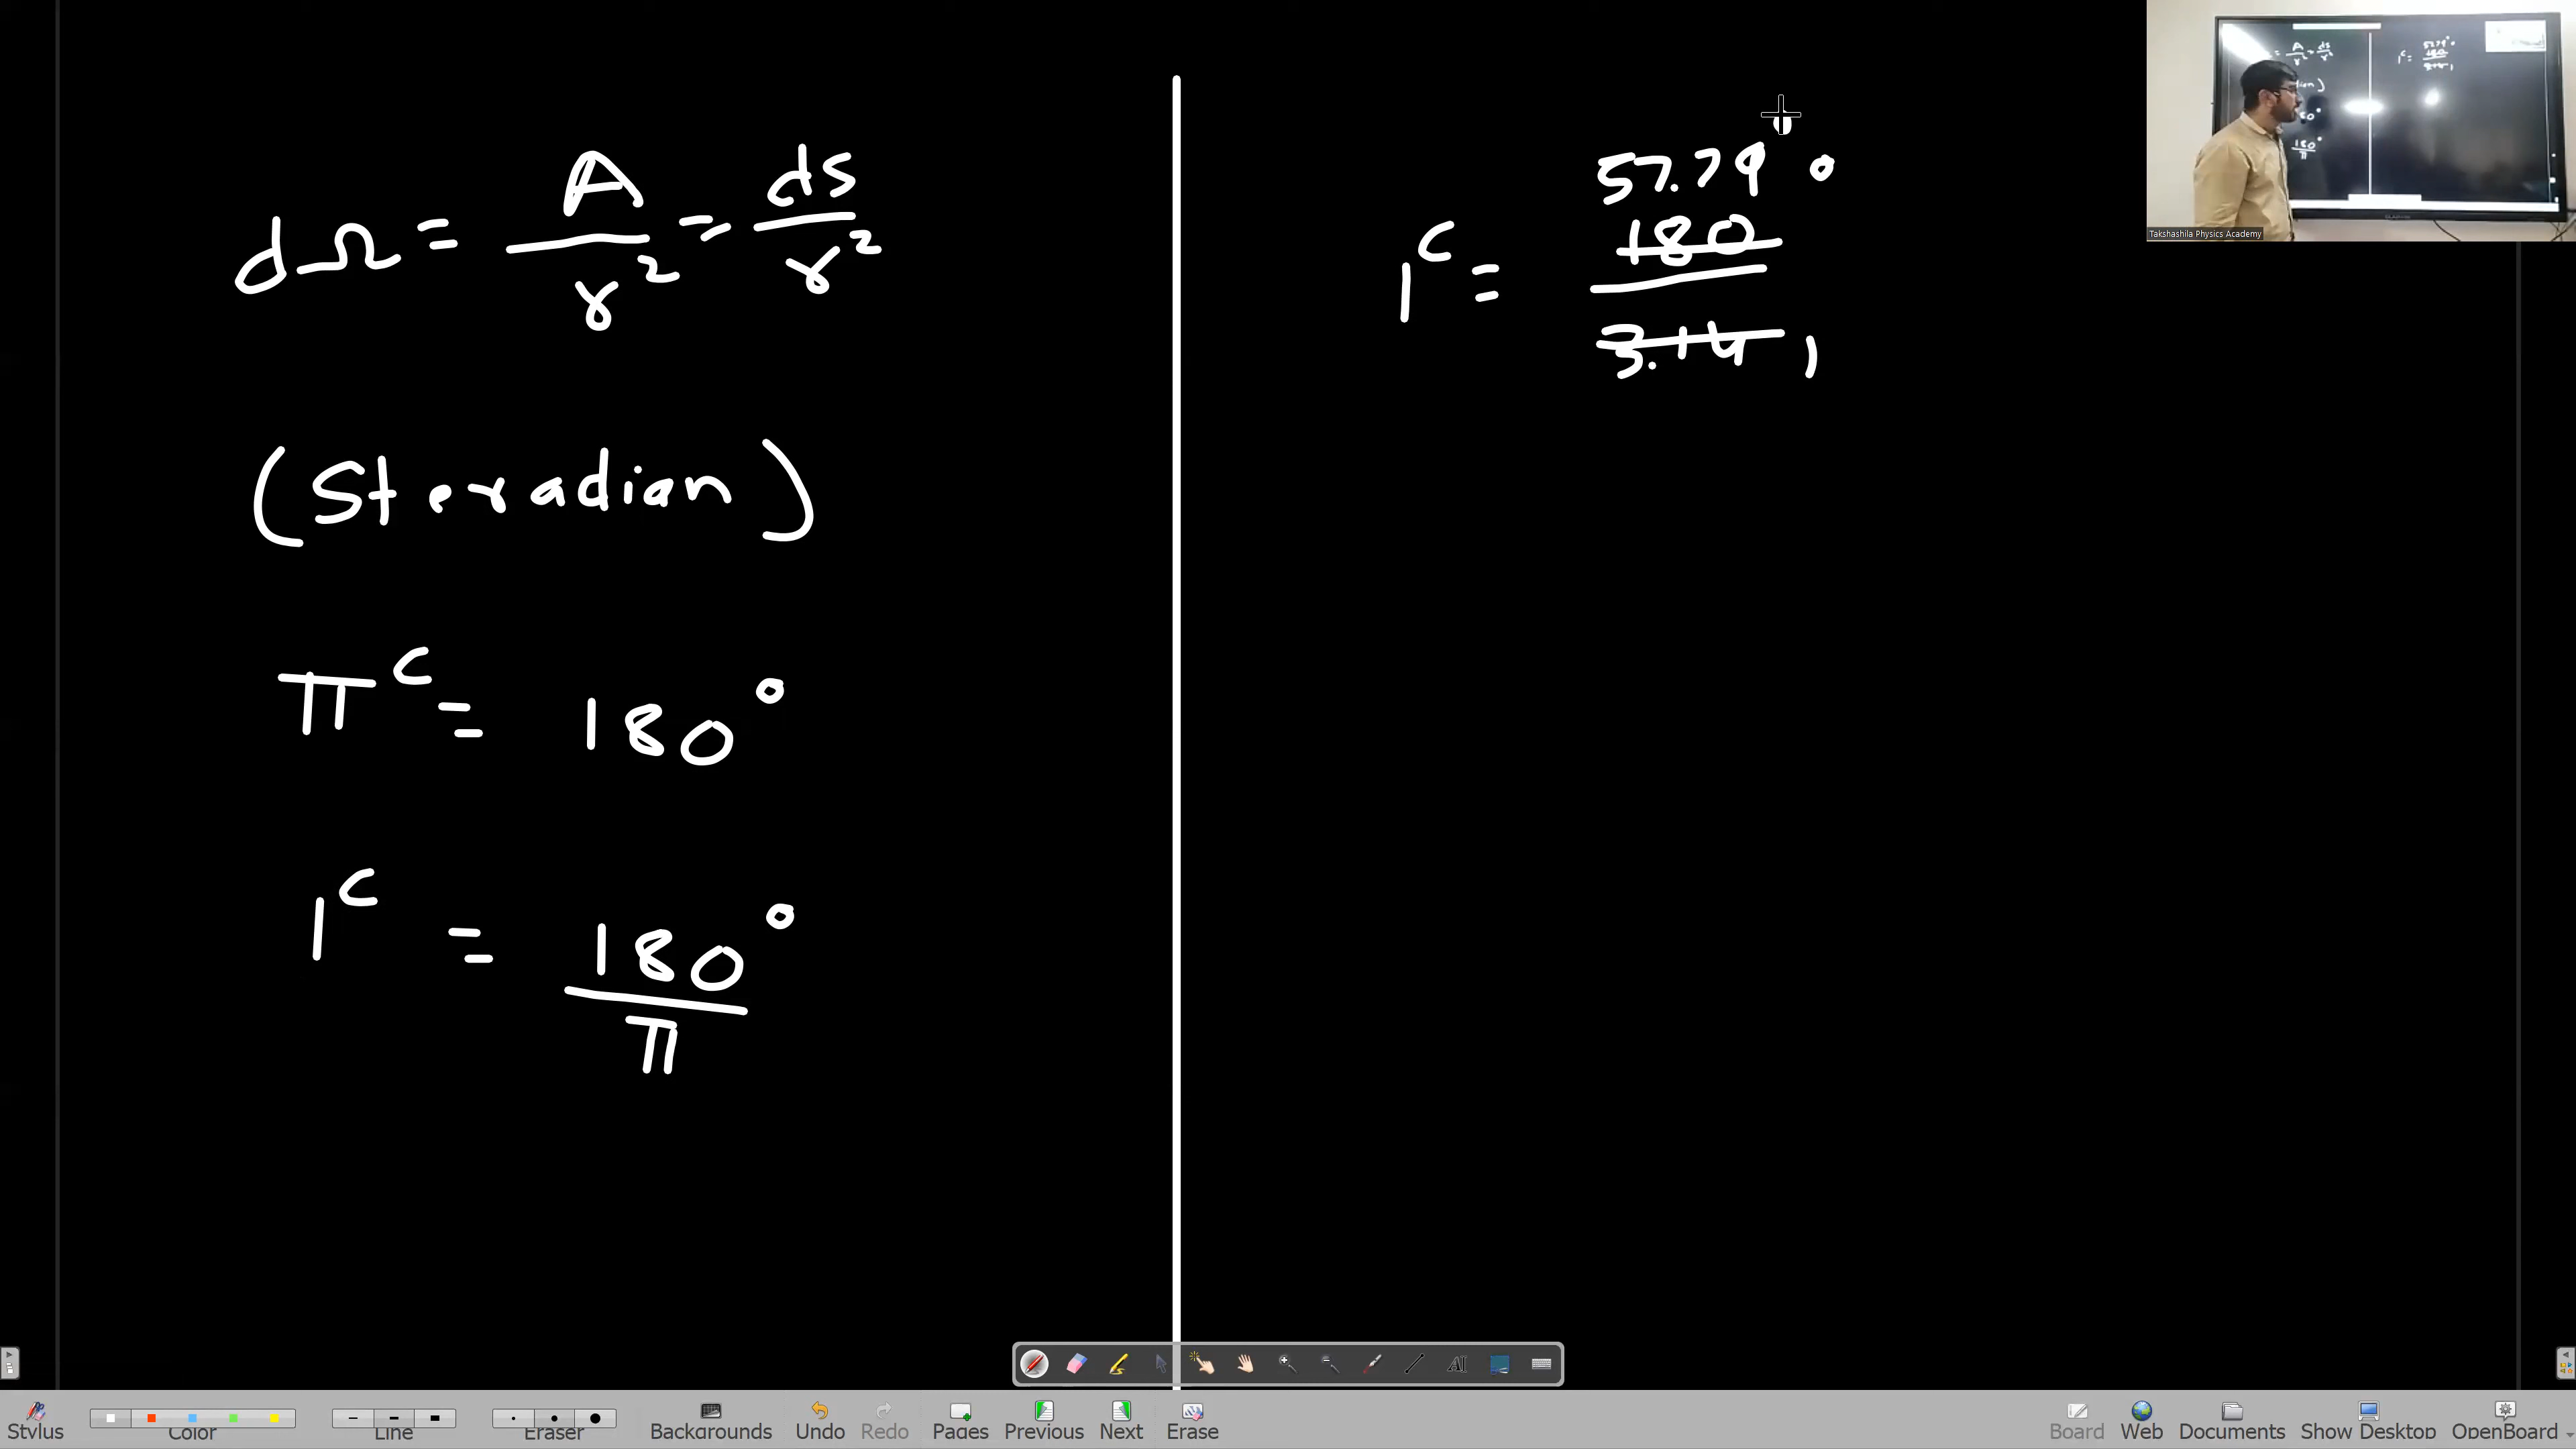 dΩ = A/r² = ds/r²
(Steradian)
π^c = 180°
1^c = 180°/π
57.79°
1^c = 180/3.14 1
Takshashila Physics Academy
Stylus Color Line Eraser Backgrounds Undo Redo Pages Previous Next Erase Board Web Documents Show Desktop OpenBoard